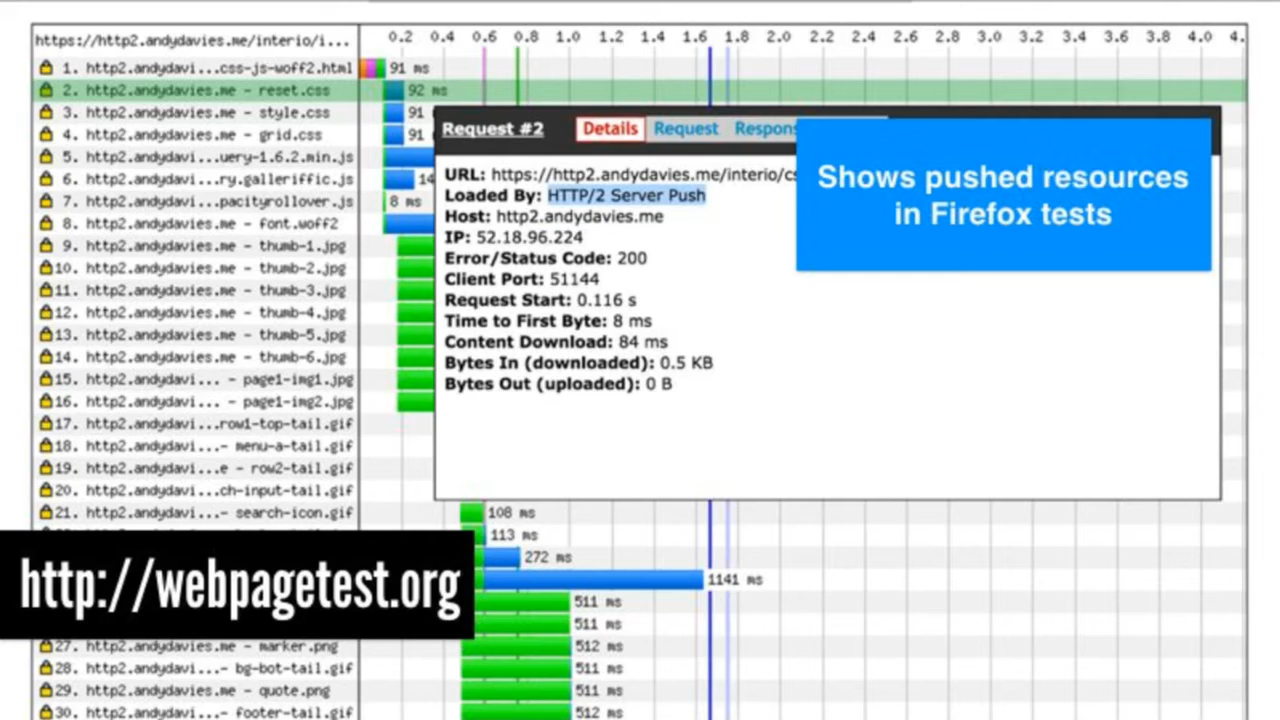 https://http2.andydavies.me/interio/i... 0.2 0.4 0.6 0.8 1.0 1.2 1.4 1.6 1.8 2.0 2.2 2.4 2.6 2.8 3.0 3.2 3.4 3.6 3.8 4.0 4.
1. http2.andydavi...css-js-woff2.html 91 ms
2. http2.andydavies.me - reset.css 92 ms
3. http2.andydavies.me - style.css 91
4. http2.andydavies.me - grid.css 91
5. http2.andydavi...uery-1.6.2.min.js
6. http2.andydavi...ry.galleriffic.js 14
7. http2.andydavi...pacityrollover.js 8 ms
8. http2.andydavies.me - font.woff2
9. http2.andydavies.me - thumb-1.jpg
10. http2.andydavies.me - thumb-2.jpg
11. http2.andydavies.me - thumb-3.jpg
12. http2.andydavies.me - thumb-4.jpg
13. http2.andydavies.me - thumb-5.jpg
14. http2.andydavies.me - thumb-6.jpg
15. http2.andydavi... - page1-img1.jpg
16. http2.andydavi... - page1-img2.jpg
17. http2.andydavi...row1-top-tail.gif
18. http2.andydavi...- menu-a-tail.gif
19. http2.andydavi...e - row2-tail.gif
20. http2.andydavi...ch-input-tail.gif
21. http2.andydavi...- search-icon.gif 108 ms
113 ms
272 ms
1141 ms
511 ms
511 ms
27. http2.andydavies.me - marker.png 512 ms
28. http2.andydavi...- bg-bot-tail.gif 511 ms
29. http2.andydavies.me - quote.png 511 ms
30. http2.andydavi... - footer-tail.gif 512 ms
Request #2 Details Request Respons
URL: https://http2.andydavies.me/interio/cs
Loaded By: HTTP/2 Server Push
Host: http2.andydavies.me
IP: 52.18.96.224
Error/Status Code: 200
Client Port: 51144
Request Start: 0.116 s
Time to First Byte: 8 ms
Content Download: 84 ms
Bytes In (downloaded): 0.5 KB
Bytes Out (uploaded): 0 B
Shows pushed resources
in Firefox tests
http://webpagetest.org